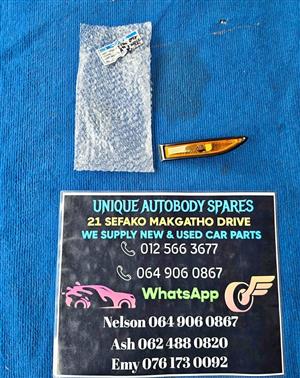 UNIQUE AUTOBODY SPARES
21 SEFAKO MAKGATHO DRIVE
WE SUPPLY NEW & USED CAR PARTS
012 566 3677
064 906 0867
WhatsApp
Nelson 064 906 0867
Ash 062 488 0820
Emy 076 173 0092